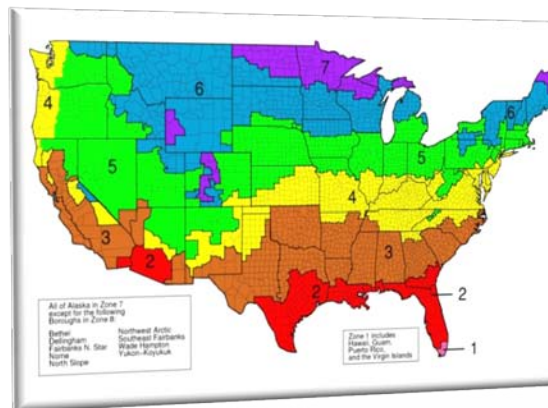 7
6
6
4
5
5
4
3
3
2
2
2
1
All of Alaska in Zone 7
except for the following
Boroughs in Zone 8:
Bethel
Dellingham
Fairbanks N. Star
Nome
North Slope
Northwest Arctic
Southeast Fairbanks
Wade Hampton
Yukon-Koyukuk
Zone 1 includes
Hawaii, Guam,
Puerto Rico,
and the Virgin Islands